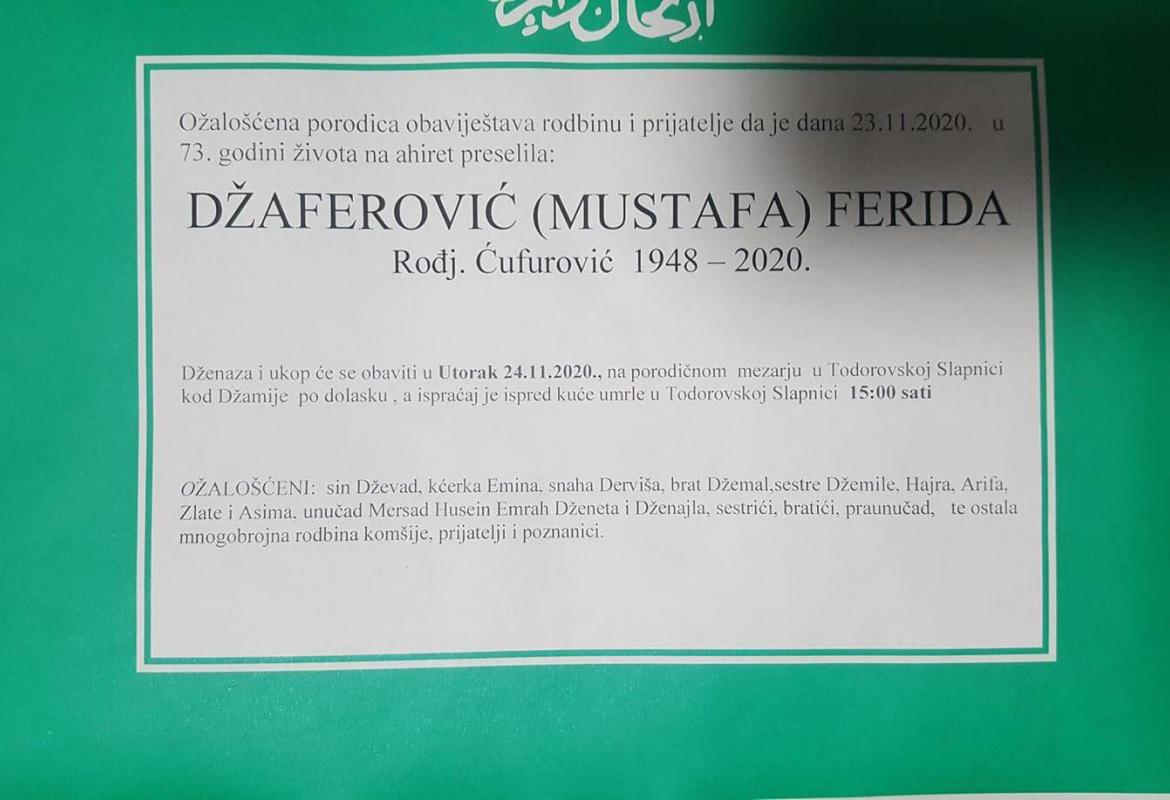 Ožalošćena porodica obaviještava rodbinu i prijatelje da je dana 23.11.2020. u
73. godini života na ahiret preselila:
DŽAFEROVIĆ (MUSTAFA) FERIDA
Rođj. Ćufurović 1948 – 2020.
Dženaza i ukop će se obaviti u Utorak 24.11.2020., na porodičnom mezarju u Todorovskoj Slapnici
kod Džamije po dolasku , a ispraćaj je ispred kuće umrle u Todorovskoj Slapnici 15:00 sati
OŽALOŠĆENI: sin Dževad, kćerka Emina, snaha Derviša, brat Džemal,sestre Džemile, Hajra, Arifa,
Zlate i Asima, unučad Mersad Husein Emrah Dženeta i Dženajla, sestrići, bratići, praunučad, te ostala
mnogobrojna rodbina komšije, prijatelji i poznanici.